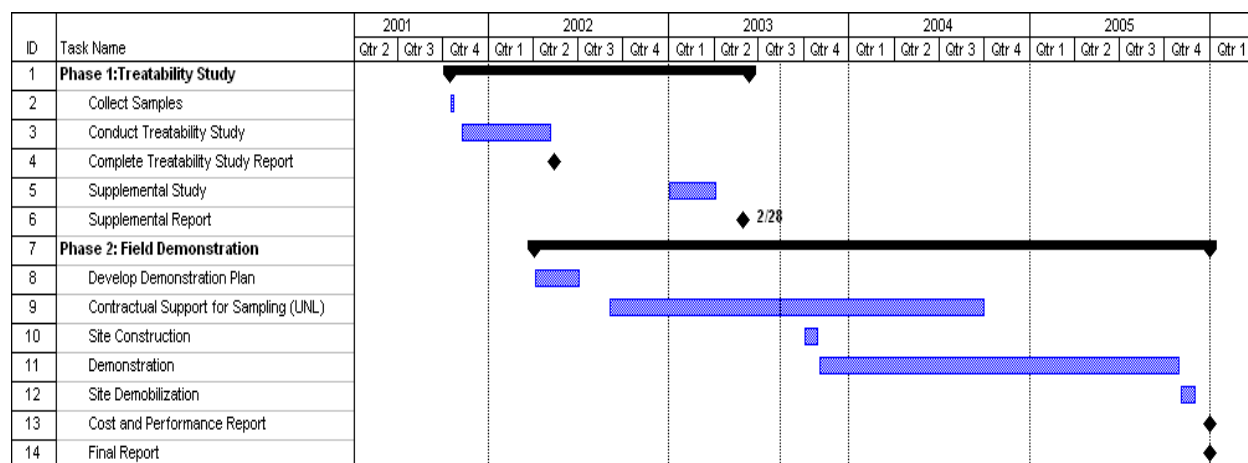 2001 2002 2003 2004 2005
ID Task Name Qtr 2 Qtr 3 Qtr 4 Qtr 1 Qtr 2 Qtr 3 Qtr 4 Qtr 1 Qtr 2 Qtr 3 Qtr 4 Qtr 1 Qtr 2 Qtr 3 Qtr 4 Qtr 1 Qtr 2 Qtr 3 Qtr 4 Qtr 1
1 Phase 1:Treatability Study
2 Collect Samples
3 Conduct Treatability Study
4 Complete Treatability Study Report
5 Supplemental Study
6 Supplemental Report 2/28
7 Phase 2: Field Demonstration
8 Develop Demonstration Plan
9 Contractual Support for Sampling (UNL)
10 Site Construction
11 Demonstration
12 Site Demobilization
13 Cost and Performance Report
14 Final Report